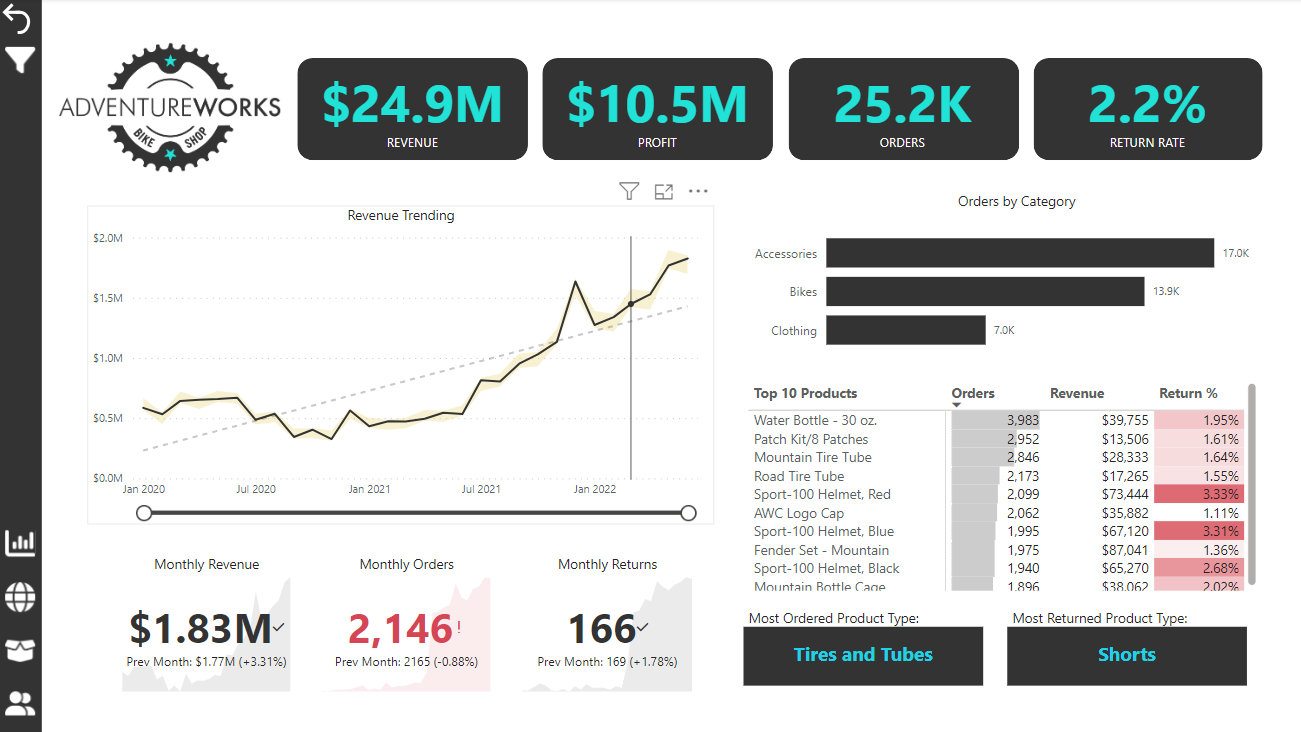 ADVENTUREWORKS
BIKE SHOP
$24.9M
REVENUE
$10.5M
PROFIT
25.2K
ORDERS
2.2%
RETURN RATE
Revenue Trending
$2.0M
$1.5M
$1.0M
$0.5M
$0.0M
Jan 2020 Jul 2020 Jan 2021 Jul 2021 Jan 2022
Orders by Category
Accessories 17.0K
Bikes 13.9K
Clothing 7.0K
Top 10 Products Orders Revenue Return %
Water Bottle - 30 oz. 3,983 $39,755 1.95%
Patch Kit/8 Patches 2,952 $13,506 1.61%
Mountain Tire Tube 2,846 $28,333 1.64%
Road Tire Tube 2,173 $17,265 1.55%
Sport-100 Helmet, Red 2,099 $73,444 3.33%
AWC Logo Cap 2,062 $35,882 1.11%
Sport-100 Helmet, Blue 1,995 $67,120 3.31%
Fender Set - Mountain 1,975 $87,041 1.36%
Sport-100 Helmet, Black 1,940 $65,270 2.68%
Mountain Bottle Cage 1,896 $38,062 2.02%
Monthly Revenue
$1.83M
Prev Month: $1.77M (+3.31%)
Monthly Orders
2,146!
Prev Month: 2165 (-0.88%)
Monthly Returns
166
Prev Month: 169 (+1.78%)
Most Ordered Product Type:
Tires and Tubes
Most Returned Product Type:
Shorts